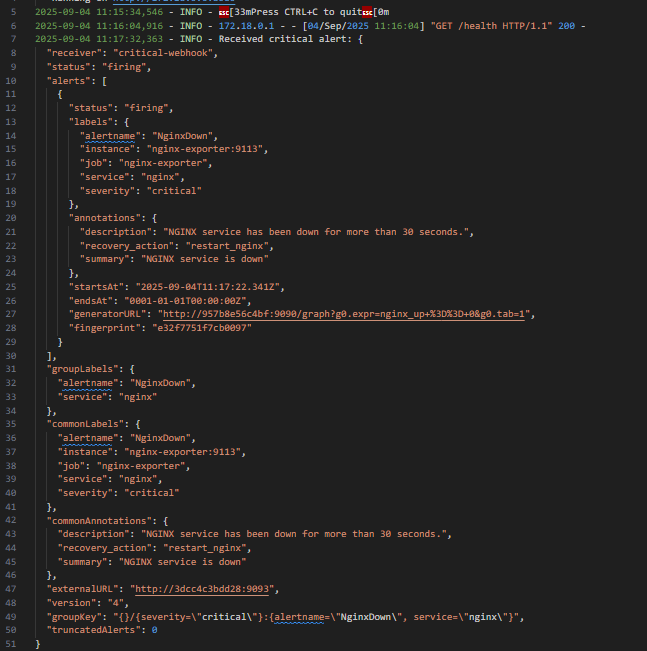 5 2025-09-04 11:15:34,546 - INFO - ESC[33mPress CTRL+C to quitESC[0m
6 2025-09-04 11:16:04,916 - INFO - 172.18.0.1 - - [04/Sep/2025 11:16:04] "GET /health HTTP/1.1" 200 -
7 2025-09-04 11:17:32,363 - INFO - Received critical alert: {
8 "receiver": "critical-webhook",
9 "status": "firing",
10 "alerts": [
11 {
12 "status": "firing",
13 "labels": {
14 "alertname": "NginxDown",
15 "instance": "nginx-exporter:9113",
16 "job": "nginx-exporter",
17 "service": "nginx",
18 "severity": "critical"
19 },
20 "annotations": {
21 "description": "NGINX service has been down for more than 30 seconds.",
22 "recovery_action": "restart_nginx",
23 "summary": "NGINX service is down"
24 },
25 "startsAt": "2025-09-04T11:17:22.341Z",
26 "endsAt": "0001-01-01T00:00:00Z",
27 "generatorURL": "http://957b8e56c4bf:9090/graph?g0.expr=nginx_up+%3D%3D+0&g0.tab=1",
28 "fingerprint": "e32f7751f7cb0097"
29 }
30 ],
31 "groupLabels": {
32 "alertname": "NginxDown",
33 "service": "nginx"
34 },
35 "commonLabels": {
36 "alertname": "NginxDown",
37 "instance": "nginx-exporter:9113",
38 "job": "nginx-exporter",
39 "service": "nginx",
40 "severity": "critical"
41 },
42 "commonAnnotations": {
43 "description": "NGINX service has been down for more than 30 seconds.",
44 "recovery_action": "restart_nginx",
45 "summary": "NGINX service is down"
46 },
47 "externalURL": "http://3dcc4c3bdd28:9093",
48 "version": "4",
49 "groupKey": "{}/{severity=\"critical\"}:{alertname=\"NginxDown\", service=\"nginx\"}",
50 "truncatedAlerts": 0
51 }